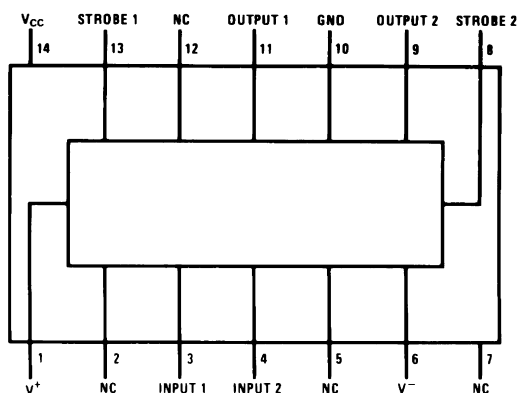 VCC STROBE 1 NC OUTPUT 1 GND OUTPUT 2 STROBE 2
14 13 12 11 10 9 8
1 2 3 4 5 6 7
V+ NC INPUT 1 INPUT 2 NC V− NC